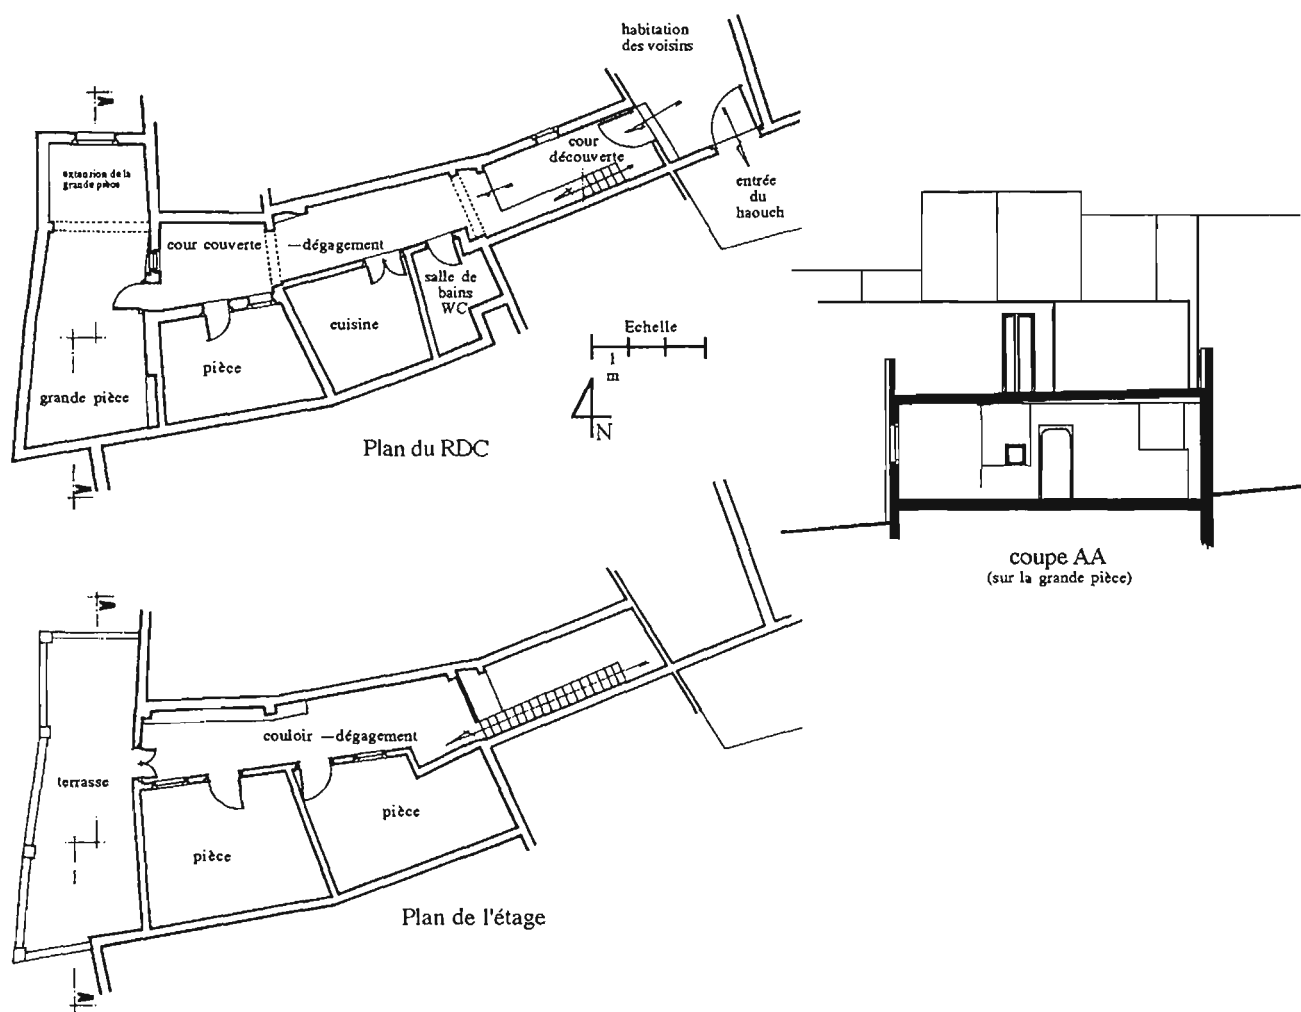 habitation
des voisins
A
extension de la
grande pièce
cour
découverte
entrée
du
haouch
cour couverte
—dégagement
salle de
bains
WC
cuisine
pièce
grande pièce
Echelle
1
m
N
A
Plan du RDC
coupe AA
(sur la grande pièce)
A
couloir —dégagement
terrasse
pièce
pièce
Plan de l'étage
A